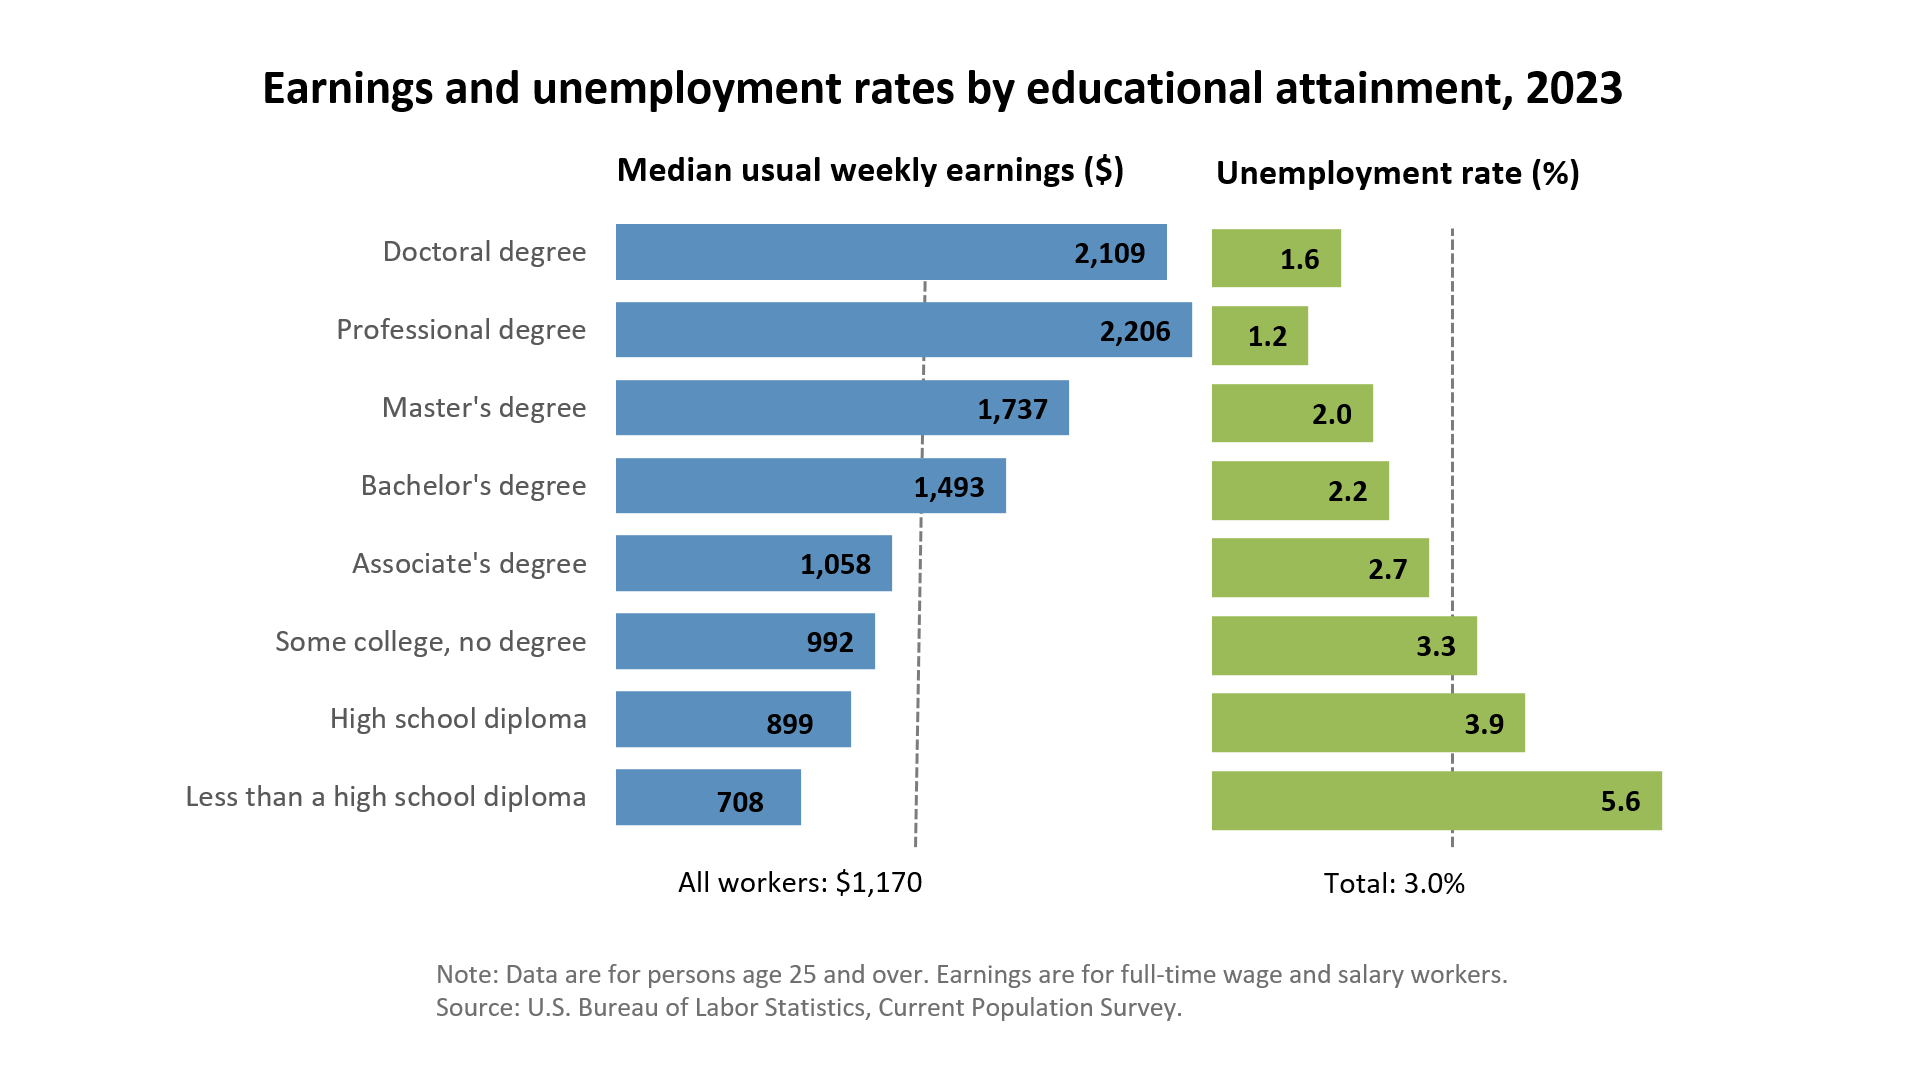 Earnings and unemployment rates by educational attainment, 2023
Median usual weekly earnings ($)
Unemployment rate (%)
Doctoral degree 2,109 1.6
Professional degree 2,206 1.2
Master's degree 1,737 2.0
Bachelor's degree 1,493 2.2
Associate's degree 1,058 2.7
Some college, no degree 992 3.3
High school diploma 899 3.9
Less than a high school diploma 708 5.6
All workers: $1,170
Total: 3.0%
Note: Data are for persons age 25 and over. Earnings are for full-time wage and salary workers.
Source: U.S. Bureau of Labor Statistics, Current Population Survey.